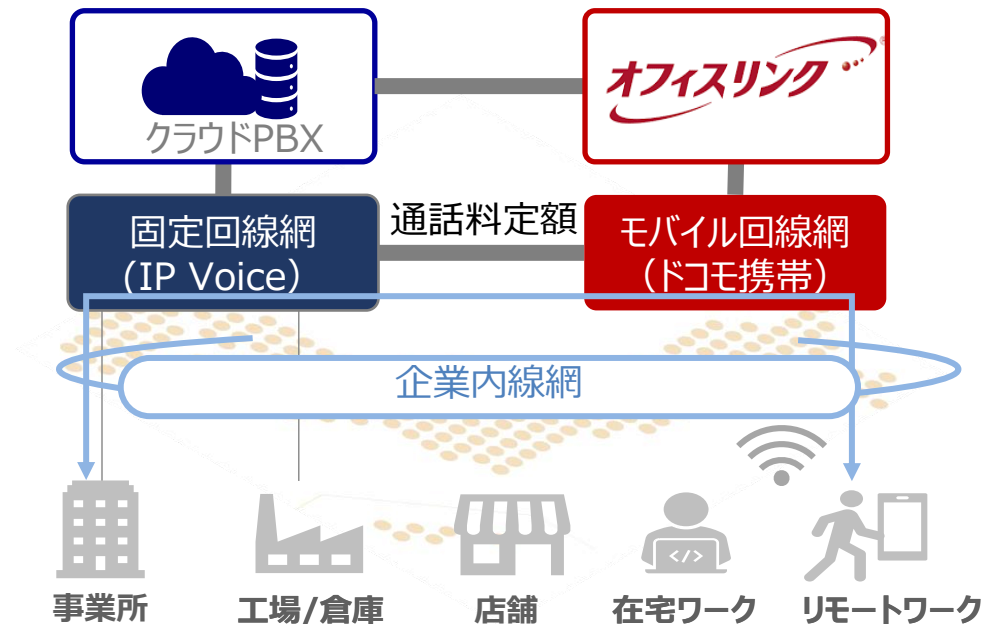 クラウドPBX
オフィスリンク
®
固定回線網
（IP Voice）
通話料定額
モバイル回線網
（ドコモ携帯）
企業内線網
</>
事業所
工場/倉庫
店舗
在宅ワーク
リモートワーク